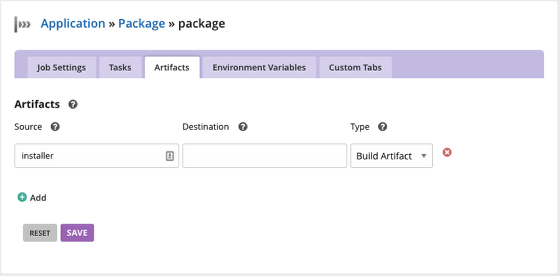 Application » Package » package
Job Settings Tasks Artifacts Environment Variables Custom Tabs
Artifacts ?
Source ? Destination ? Type ?
installer Build Artifact
Add
RESET SAVE